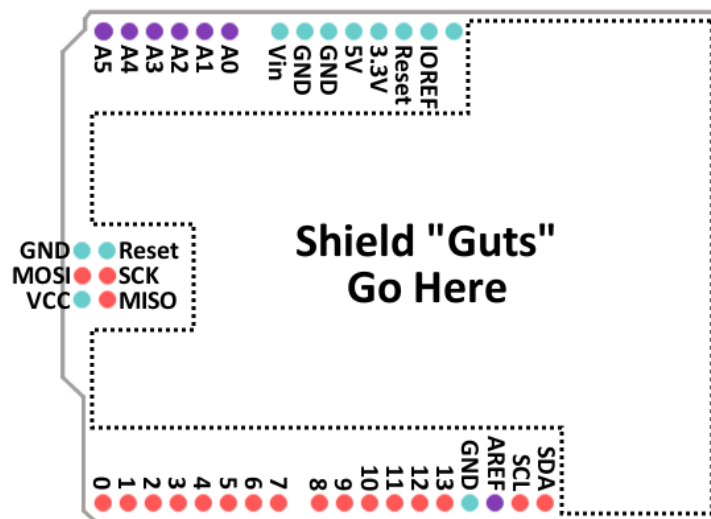 A5 A4 A3 A2 A1 A0 Vin GND GND 5V 3.3V Reset IOREF
Shield "Guts"
Go Here
GND Reset
MOSI SCK
VCC MISO
0 1 2 3 4 5 6 7 8 9 10 11 12 13 GND AREF SCL SDA